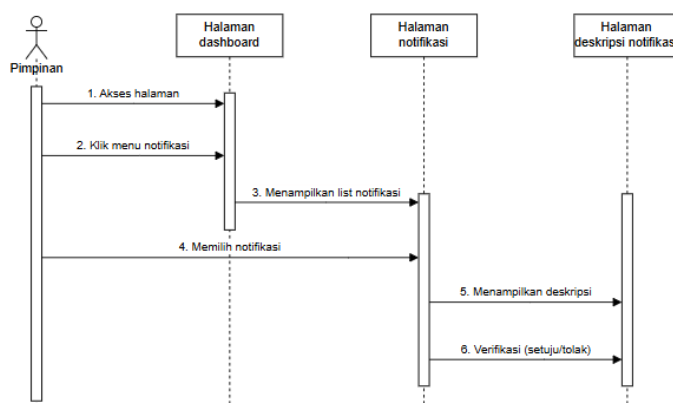 Halaman
dashboard
Halaman
notifikasi
Halaman
deskripsi notifikasi
Pimpinan
1. Akses halaman
2. Klik menu notifikasi
3. Menampilkan list notifikasi
4. Memilih notifikasi
5. Menampilkan deskripsi
6. Verifikasi (setuju/tolak)